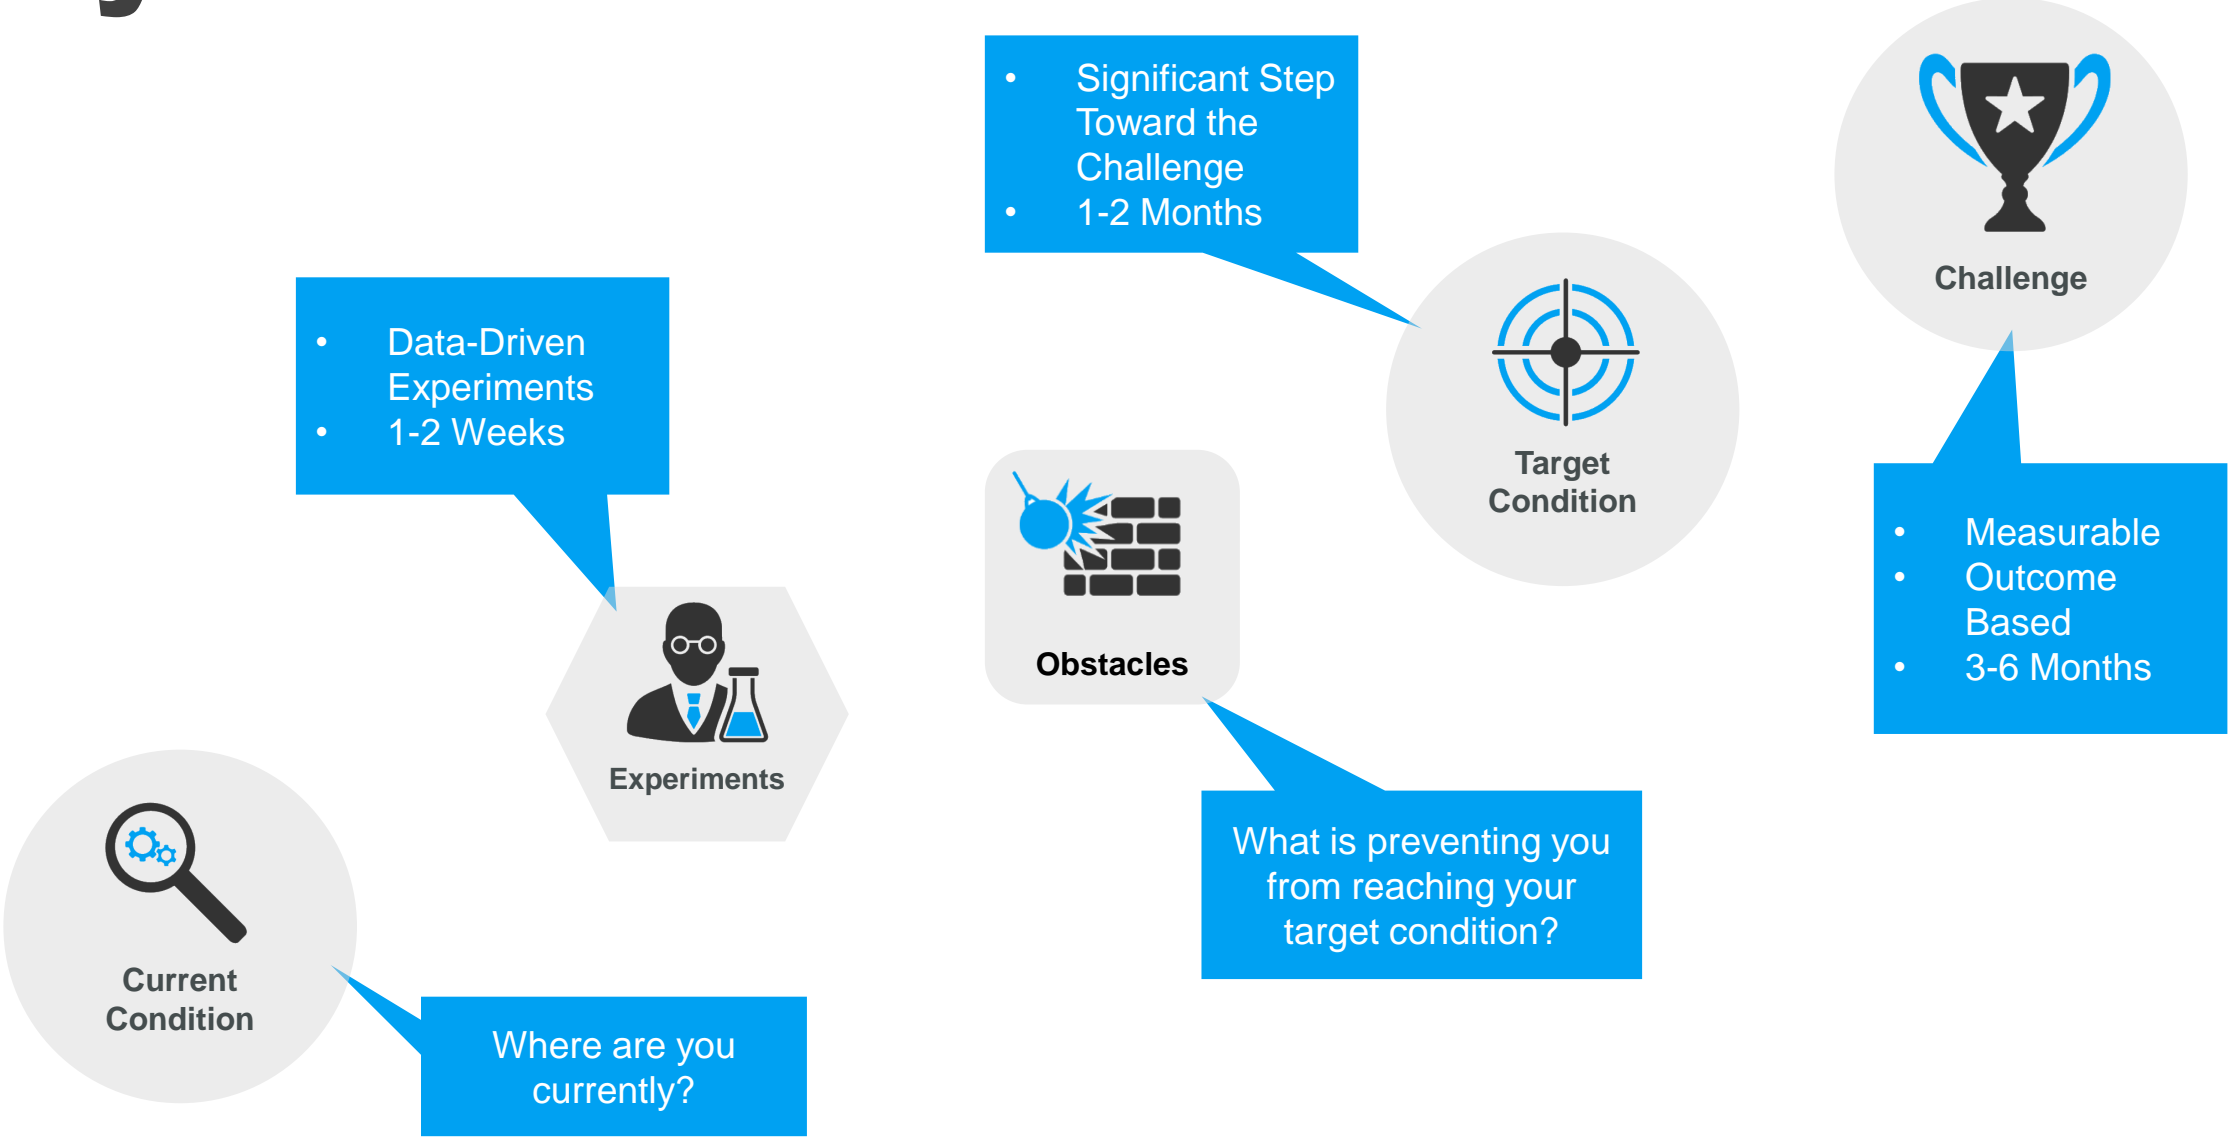 • Significant Step
Toward the
Challenge
• 1-2 Months
Challenge
• Data-Driven
Experiments
• 1-2 Weeks
Target
Condition
• Measurable
• Outcome
Based
• 3-6 Months
Obstacles
Experiments
What is preventing you
from reaching your
target condition?
Current
Condition
Where are you
currently?